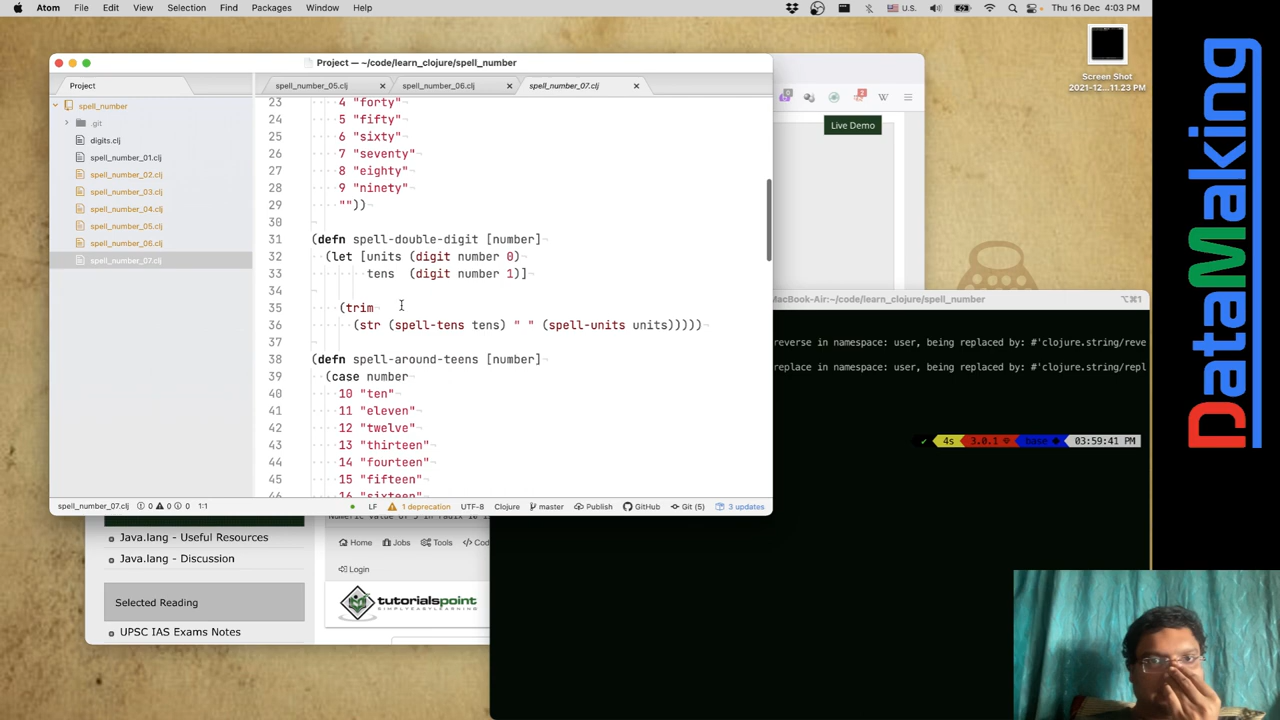 Atom File Edit View Selection Find Packages Window Help U.S. Thu 16 Dec 4:03 PM
Screen Shot
2021-12...11.23 PM
Project — ~/code/learn_clojure/spell_number
Project
spell_number_05.clj
spell_number_06.clj
spell_number_07.clj
spell_number
.git
digits.clj
spell_number_01.clj
spell_number_02.clj
spell_number_03.clj
spell_number_04.clj
spell_number_05.clj
spell_number_06.clj
spell_number_07.clj
23 4 "forty"
24 5 "fifty"
25 6 "sixty"
26 7 "seventy"
27 8 "eighty"
28 9 "ninety"
29 ""))
30
31 (defn spell-double-digit [number]
32 (let [units (digit number 0)
33 tens (digit number 1)]
34
35 (trim
36 (str (spell-tens tens) " " (spell-units units)))))
37
38 (defn spell-around-teens [number]
39 (case number
40 10 "ten"
41 11 "eleven"
42 12 "twelve"
43 13 "thirteen"
44 14 "fourteen"
45 15 "fifteen"
46 16 "sixteen"
spell_number_07.clj 0 0 0 1:1 LF 1 deprecation UTF-8 Clojure master Publish GitHub Git (5) 3 updates
Live Demo
MacBook-Air:~/code/learn_clojure/spell_number
⌥⌘1
reverse in namespace: user, being replaced by: #'clojure.string/reve
replace in namespace: user, being replaced by: #'clojure.string/repl
✓ 4s 3.0.1 base 03:59:41 PM
Java.lang - Useful Resources
Java.lang - Discussion
Selected Reading
UPSC IAS Exams Notes
Home Jobs Tools Cod
Login
tutorialspoint
SIMPLYEASYLEARNING
DataMaking